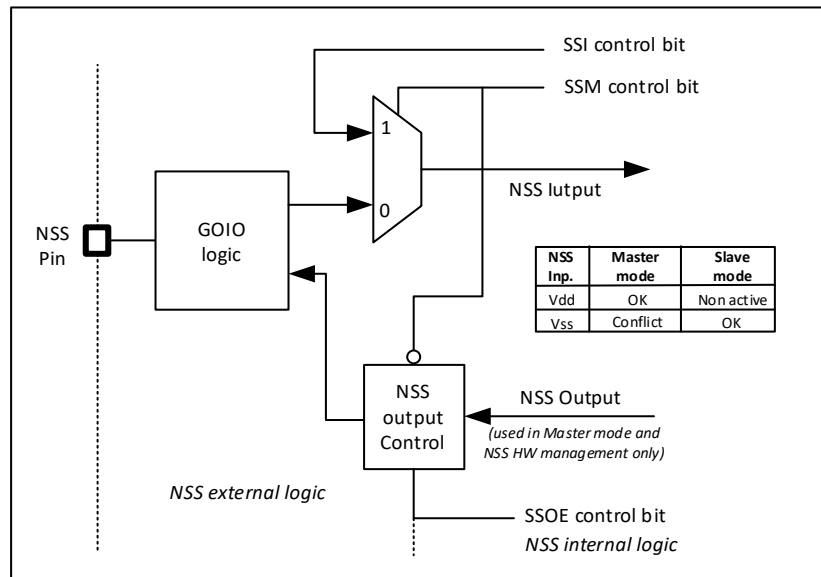 SSI control bit
SSM control bit
1
NSS Iutput
0
GOIO
logic
NSS
Pin
NSS Inp. Master mode Slave mode
Vdd OK Non active
Vss Conflict OK
NSS
output
Control
NSS Output
(used in Master mode and
NSS HW management only)
NSS external logic
SSOE control bit
NSS internal logic